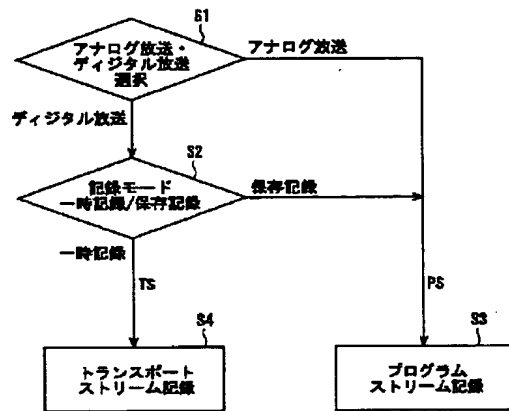 S1
アナログ放送・
ディジタル放送
選択
アナログ放送
ディジタル放送
S2
記録モード
一時記録/保存記録
保存記録
一時記録
TS
PS
S4
S3
トランスポート
ストリーム記録
プログラム
ストリーム記録